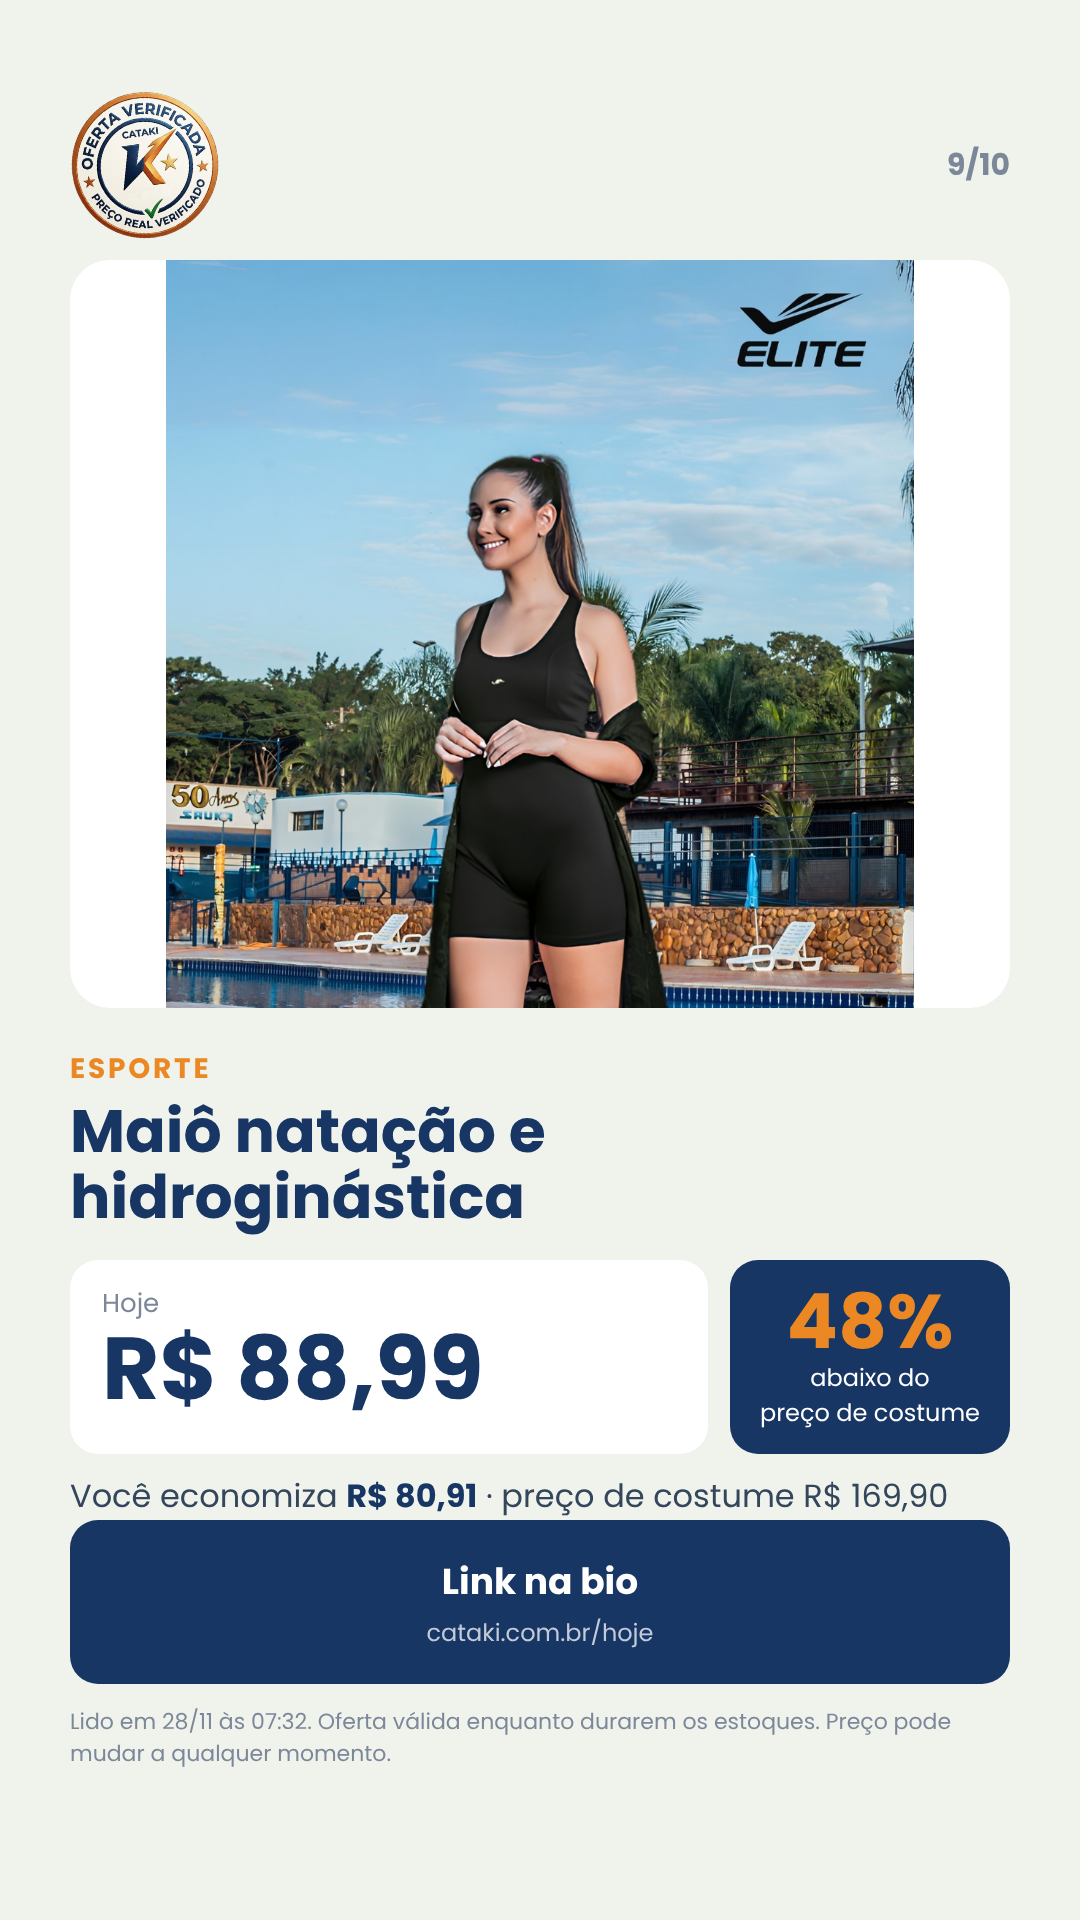 OFERTA VERIFICADA
CATAKI
K
PREÇO REAL VERIFICADO
9/10
ELITE
50 Anos
SAUNA
ESPORTE
Maiô natação e
hidroginástica
Hoje
R$ 88,99
48%
abaixo do
preço de costume
Você economiza R$ 80,91 · preço de costume R$ 169,90
Link na bio
cataki.com.br/hoje
Lido em 28/11 às 07:32. Oferta válida enquanto durarem os estoques. Preço pode
mudar a qualquer momento.